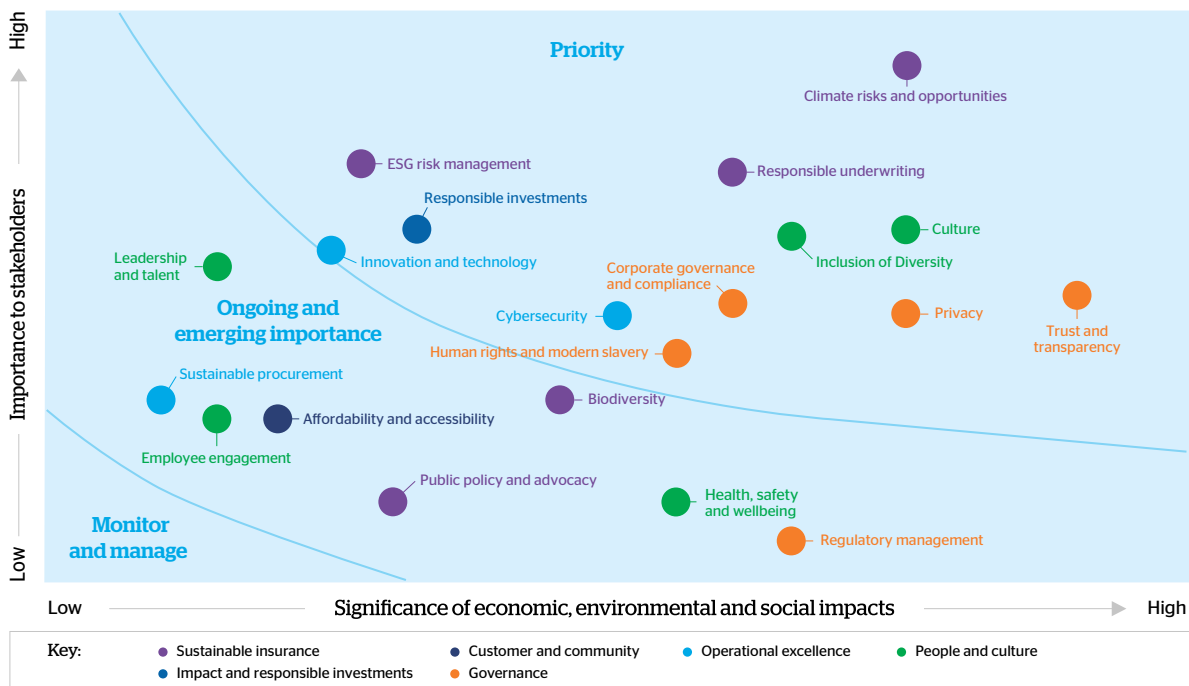 High
Importance to stakeholders
Low
Priority
Climate risks and opportunities
ESG risk management
Responsible underwriting
Responsible investments
Culture
Innovation and technology
Inclusion of Diversity
Leadership
and talent
Corporate governance
and compliance
Ongoing and
emerging importance
Cybersecurity
Privacy
Trust and
transparency
Human rights and modern slavery
Sustainable procurement
Biodiversity
Affordability and accessibility
Employee engagement
Public policy and advocacy
Health, safety
and wellbeing
Monitor
and manage
Regulatory management
Low
Significance of economic, environmental and social impacts
High
Key:
Sustainable insurance
Customer and community
Operational excellence
People and culture
Impact and responsible investments
Governance